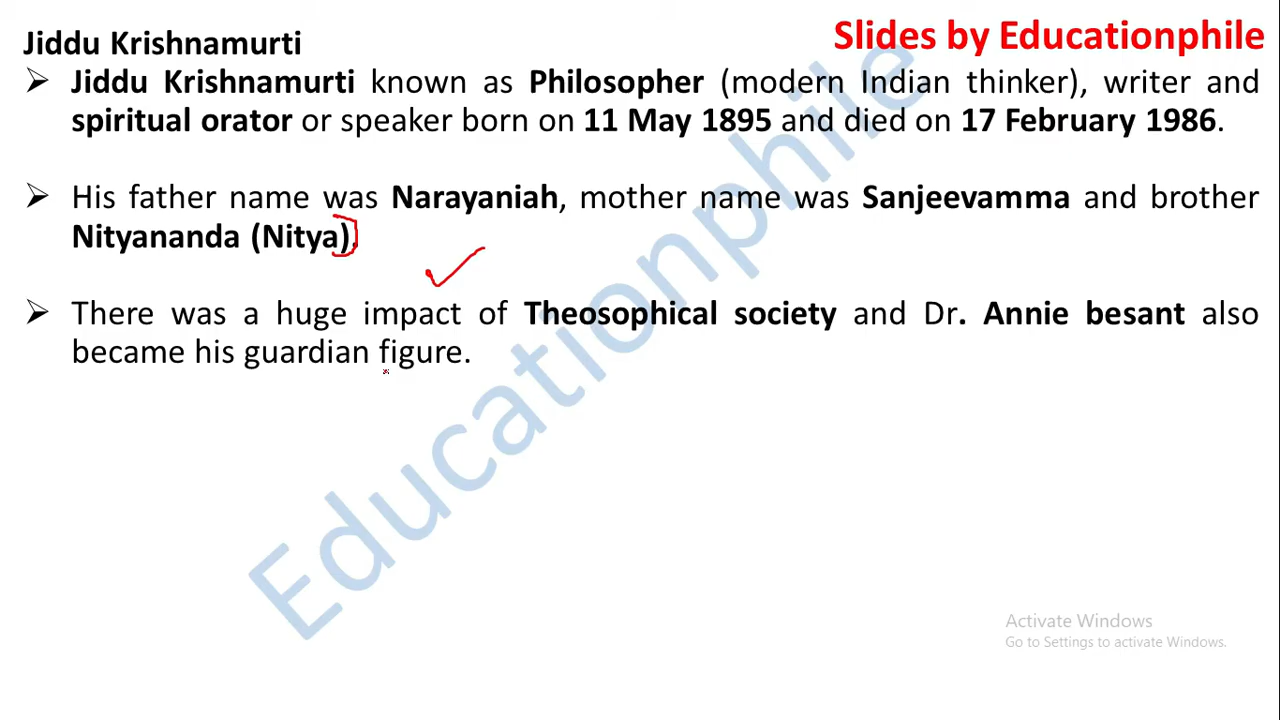 Jiddu Krishnamurti
Slides by Educationphile
➢ Jiddu Krishnamurti known as Philosopher (modern Indian thinker), writer and
spiritual orator or speaker born on 11 May 1895 and died on 17 February 1986.
➢ His father name was Narayaniah, mother name was Sanjeevamma and brother
Nityananda (Nitya).
➢ There was a huge impact of Theosophical society and Dr. Annie besant also
became his guardian figure.
Educationphile
Activate Windows
Go to Settings to activate Windows.